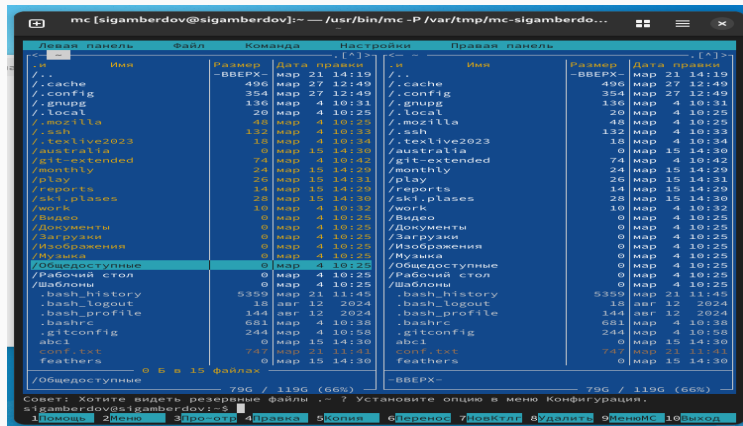 mc [sigamberdov@sigamberdov]:~ — /usr/bin/mc -P /var/tmp/mc-sigamberdo...
Левая панель Файл Команда Настройки Правая панель
<— ~ .[^]> <— ~ .[^]>
.и Имя Размер Дата правки .и Имя Размер Дата правки
/.. -ВВЕРХ- мар 21 14:19 /.. -ВВЕРХ- мар 21 14:19
/.cache 496 мар 27 12:49 /.cache 496 мар 27 12:49
/.config 354 мар 27 12:49 /.config 354 мар 27 12:49
/.gnupg 136 мар 4 10:31 /.gnupg 136 мар 4 10:31
/.local 20 мар 4 10:25 /.local 20 мар 4 10:25
/.mozilla 48 мар 4 10:25 /.mozilla 48 мар 4 10:25
/.ssh 132 мар 4 10:33 /.ssh 132 мар 4 10:33
/.texlive2023 18 мар 4 10:34 /.texlive2023 18 мар 4 10:34
/australia 0 мар 15 14:30 /australia 0 мар 15 14:30
/git-extended 74 мар 4 10:42 /git-extended 74 мар 4 10:42
/monthly 24 мар 15 14:29 /monthly 24 мар 15 14:29
/play 26 мар 15 14:31 /play 26 мар 15 14:31
/reports 14 мар 15 14:29 /reports 14 мар 15 14:29
/ski.plases 28 мар 15 14:30 /ski.plases 28 мар 15 14:30
/work 10 мар 4 10:32 /work 10 мар 4 10:32
/Видео 0 мар 4 10:25 /Видео 0 мар 4 10:25
/Документы 0 мар 4 10:25 /Документы 0 мар 4 10:25
/Загрузки 0 мар 4 10:25 /Загрузки 0 мар 4 10:25
/Изображения 0 мар 4 10:25 /Изображения 0 мар 4 10:25
/Музыка 0 мар 4 10:25 /Музыка 0 мар 4 10:25
/Общедоступные 0 мар 4 10:25 /Общедоступные 0 мар 4 10:25
/Рабочий стол 0 мар 4 10:25 /Рабочий стол 0 мар 4 10:25
/Шаблоны 0 мар 4 10:25 /Шаблоны 0 мар 4 10:25
.bash_history 5359 мар 21 11:45 .bash_history 5359 мар 21 11:45
.bash_logout 18 авг 12 2024 .bash_logout 18 авг 12 2024
.bash_profile 144 авг 12 2024 .bash_profile 144 авг 12 2024
.bashrc 681 мар 4 10:38 .bashrc 681 мар 4 10:38
.gitconfig 244 мар 4 10:58 .gitconfig 244 мар 4 10:58
abc1 0 мар 15 14:30 abc1 0 мар 15 14:30
conf.txt 747 мар 21 11:41 conf.txt 747 мар 21 11:41
feathers 0 мар 15 14:30 feathers 0 мар 15 14:30
0 Б в 15 файлах
/Общедоступные -ВВЕРХ-
79G / 119G (66%) 79G / 119G (66%)
Совет: Хотите видеть резервные файлы .~ ? Установите опцию в меню Конфигурация.
sigamberdov@sigamberdov:~$
1Помощь 2Меню 3Про~отр 4Правка 5Копия 6Перенос 7НовКтлг 8Удалить 9МенюMC 10Выход